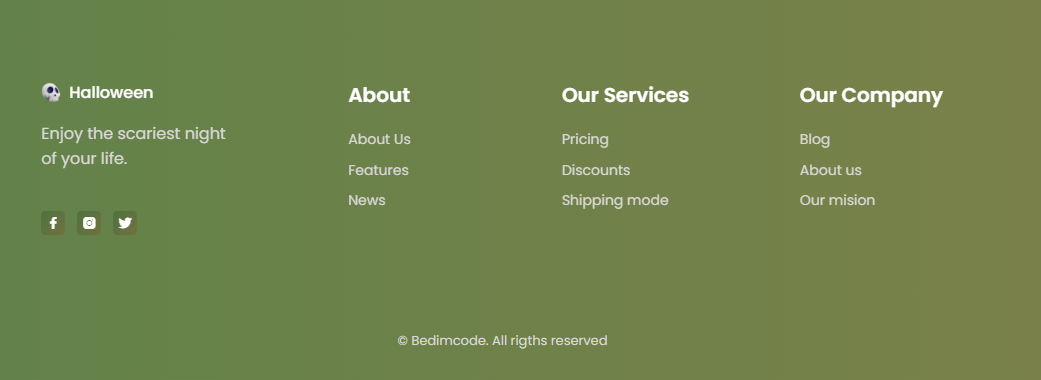 Halloween
Enjoy the scariest night
of your life.
About
About Us
Features
News
Our Services
Pricing
Discounts
Shipping mode
Our Company
Blog
About us
Our mision
© Bedimcode. All rigths reserved